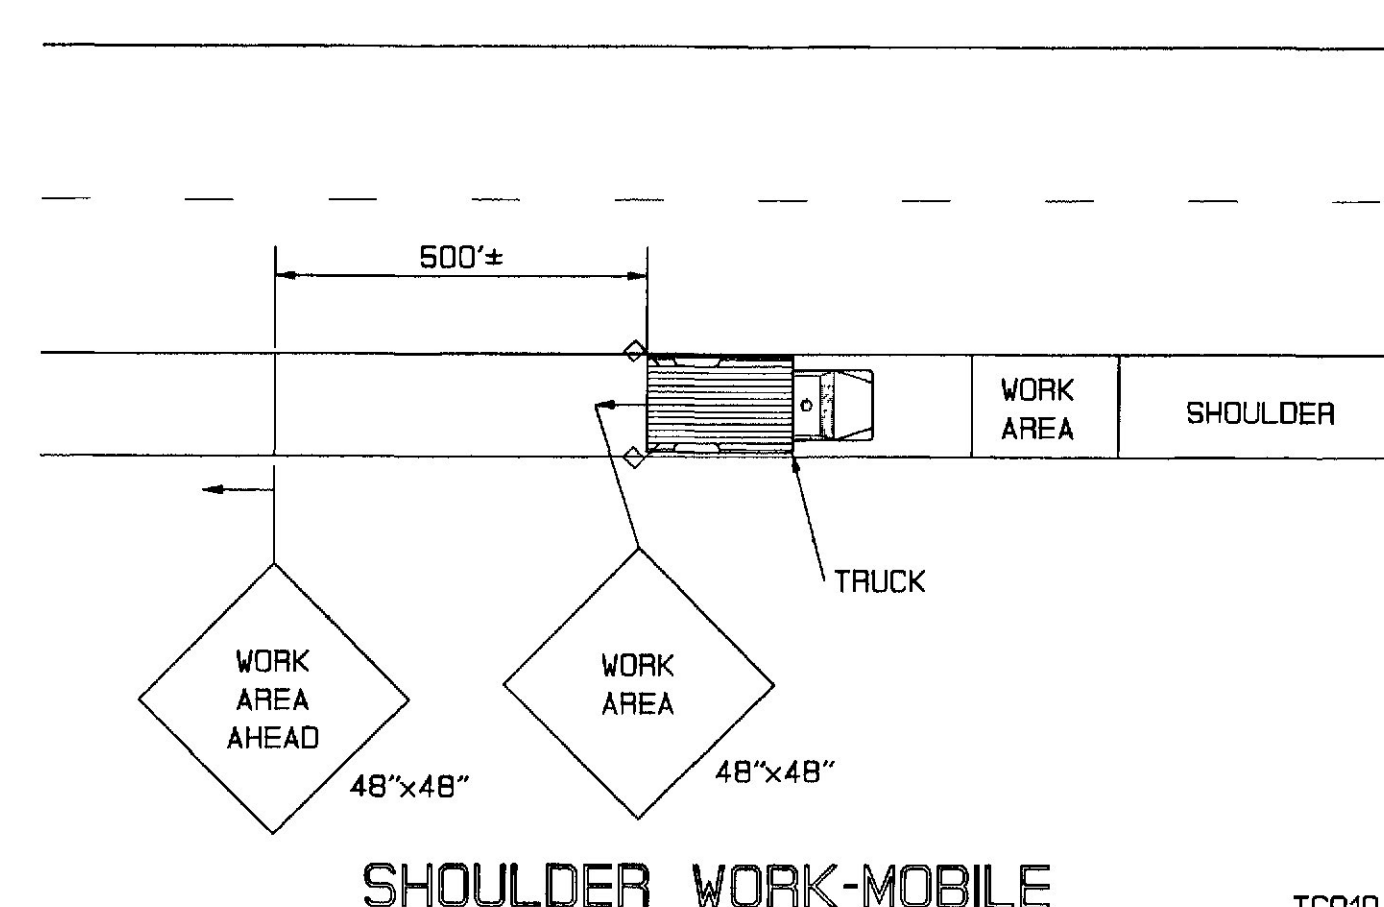 500'±
WORK
AREA
SHOULDER
TRUCK
WORK
AREA
AHEAD
48"x48"
WORK
AREA
48"x48"
SHOULDER WORK-MOBILE